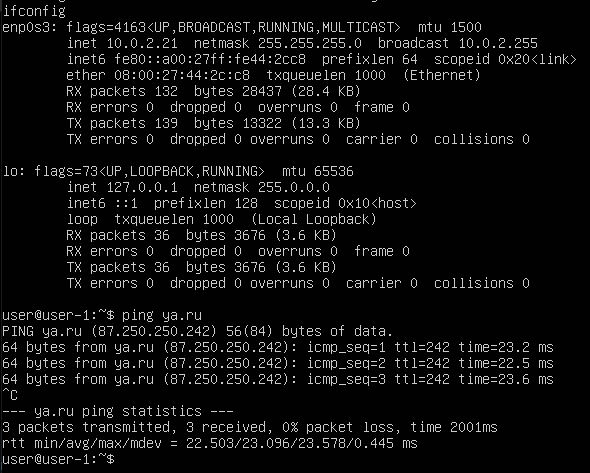 ifconfig
enp0s3: flags=4163<UP,BROADCAST,RUNNING,MULTICAST>  mtu 1500
        inet 10.0.2.21  netmask 255.255.255.0  broadcast 10.0.2.255
        inet6 fe80::a00:27ff:fe44:2cc8  prefixlen 64  scopeid 0x20<link>
        ether 08:00:27:44:2c:c8  txqueuelen 1000  (Ethernet)
        RX packets 132  bytes 28437 (28.4 KB)
        RX errors 0  dropped 0  overruns 0  frame 0
        TX packets 139  bytes 13322 (13.3 KB)
        TX errors 0  dropped 0 overruns 0  carrier 0  collisions 0
lo: flags=73<UP,LOOPBACK,RUNNING>  mtu 65536
        inet 127.0.0.1  netmask 255.0.0.0
        inet6 ::1  prefixlen 128  scopeid 0x10<host>
        loop  txqueuelen 1000  (Local Loopback)
        RX packets 36  bytes 3676 (3.6 KB)
        RX errors 0  dropped 0  overruns 0  frame 0
        TX packets 36  bytes 3676 (3.6 KB)
        TX errors 0  dropped 0 overruns 0  carrier 0  collisions 0
user@user-1:~$ ping ya.ru
PING ya.ru (87.250.250.242) 56(84) bytes of data.
64 bytes from ya.ru (87.250.250.242): icmp_seq=1 ttl=242 time=23.2 ms
64 bytes from ya.ru (87.250.250.242): icmp_seq=2 ttl=242 time=22.5 ms
64 bytes from ya.ru (87.250.250.242): icmp_seq=3 ttl=242 time=23.6 ms
^C
--- ya.ru ping statistics ---
3 packets transmitted, 3 received, 0% packet loss, time 2001ms
rtt min/avg/max/mdev = 22.503/23.096/23.578/0.445 ms
user@user-1:~$